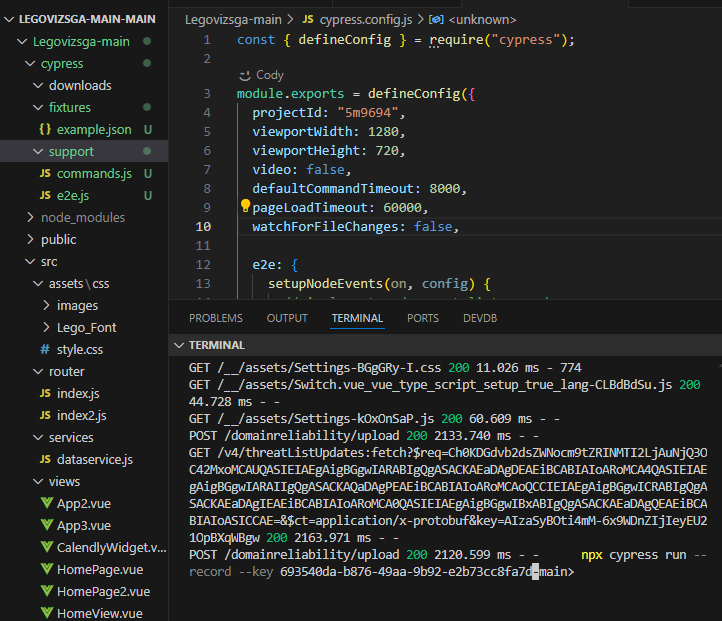 LEGOVIZSGA-MAIN-MAIN
Legovizsga-main
cypress
downloads
fixtures
{} example.json U
support
JS commands.js U
JS e2e.js U
node_modules
public
src
assets\css
images
Lego_Font
# style.css
router
JS index.js
JS index2.js
services
JS dataservice.js
views
App2.vue
App3.vue
CalendlyWidget.v...
HomePage.vue
HomePage2.vue
HomeView.vue
Legovizsga-main > JS cypress.config.js > <unknown>
1 const { defineConfig } = require("cypress");
2
Cody
3 module.exports = defineConfig({
4 projectId: "5m9694",
5 viewportWidth: 1280,
6 viewportHeight: 720,
7 video: false,
8 defaultCommandTimeout: 8000,
9 pageLoadTimeout: 60000,
10 watchForFileChanges: false,
11
12 e2e: {
13 setupNodeEvents(on, config) {
PROBLEMS OUTPUT TERMINAL PORTS DEVDB
TERMINAL
GET /__/assets/Settings-BGgGRy-I.css 200 11.026 ms - 774
GET /__/assets/Switch.vue_vue_type_script_setup_true_lang-CLBdBdSu.js 200
44.728 ms - -
GET /__/assets/Settings-kOxOnSaP.js 200 60.609 ms - -
POST /domainreliability/upload 200 2133.740 ms - -
GET /v4/threatListUpdates:fetch?$req=Ch0KDGdvb2dsZWNocm9tZRINMTI2LjAuNjQ3O
C42MxoMCAUQASIEIAEgAigBGgwIARABIgQgASACKAEaDAgDEAEiBCABIAIoARoMCA4QASIEIAE
gAigBGgwIARAIIgQgASACKAQaDAgPEAEiBCABIAIoARoMCAoQCCIEIAEgAigBGgwICRABIgQgA
SACKAEaDAgIEAEiBCABIAIoARoMCA0QASIEIAEgAigBGgwIBxABIgQgASACKAEaDAgQEAEiBCA
BIAIoASICCAE=&$ct=application/x-protobuf&key=AIzaSyBOti4mM-6x9WDnZIjIeyEU2
1OpBXqWBgw 200 2163.971 ms - -
POST /domainreliability/upload 200 2120.599 ms - - npx cypress run --
record --key 693540da-b876-49aa-9b92-e2b73cc8fa7d-main>